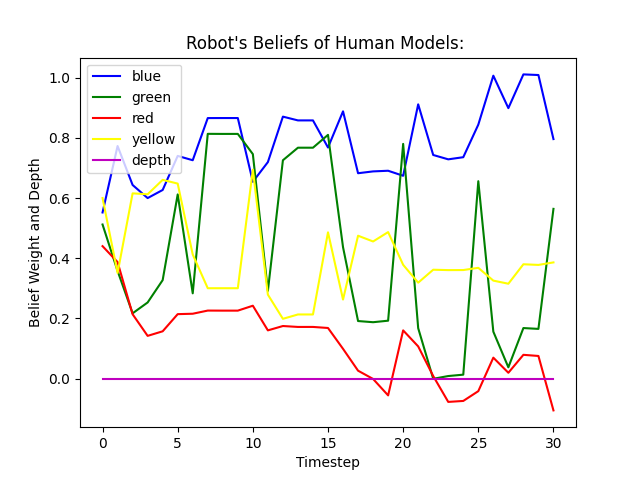 Robot's Beliefs of Human Models:
blue
green
red
yellow
depth
Belief Weight and Depth
1.0
0.8
0.6
0.4
0.2
0.0
0 5 10 15 20 25 30
Timestep